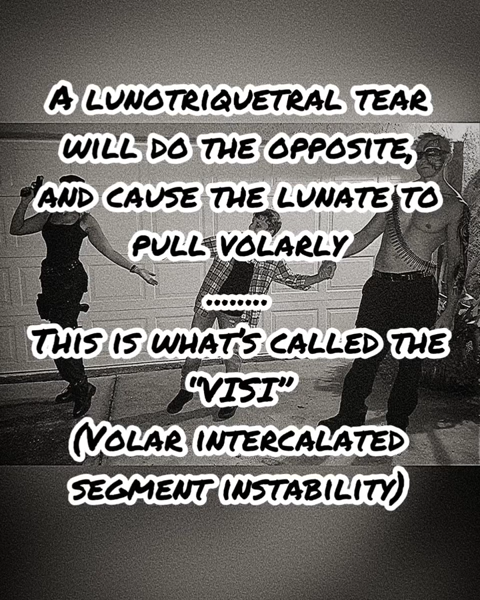 A lunotriquetral tear
will do the opposite,
and cause the lunate to
pull volarly
........
This is what's called the
"VISI"
(Volar intercalated
segment instability)